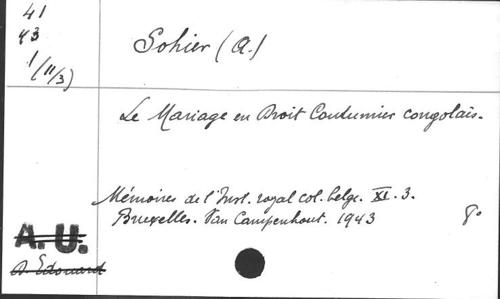 41
43
1/(11/3)
Sohier (A.)
Le Mariage en Droit Coutumier congolais.
Mémoires de l'Inst. royal col. belge. XI. 3.
Bruxelles. Van Campenhout. 1943 8°
A.U.
D. Edouard